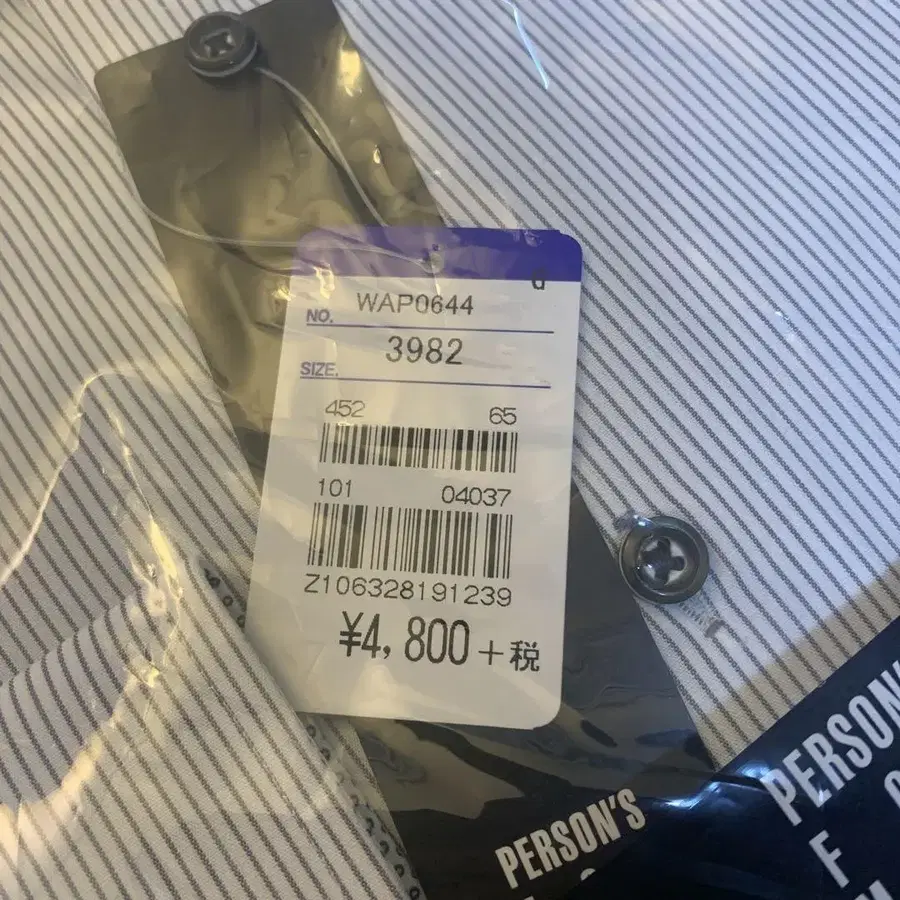 NO. WAP0644
3982
SIZE.
452 65
101 04037
Z106328191239
¥4,800+税
PERSON'S
PERSON'
F